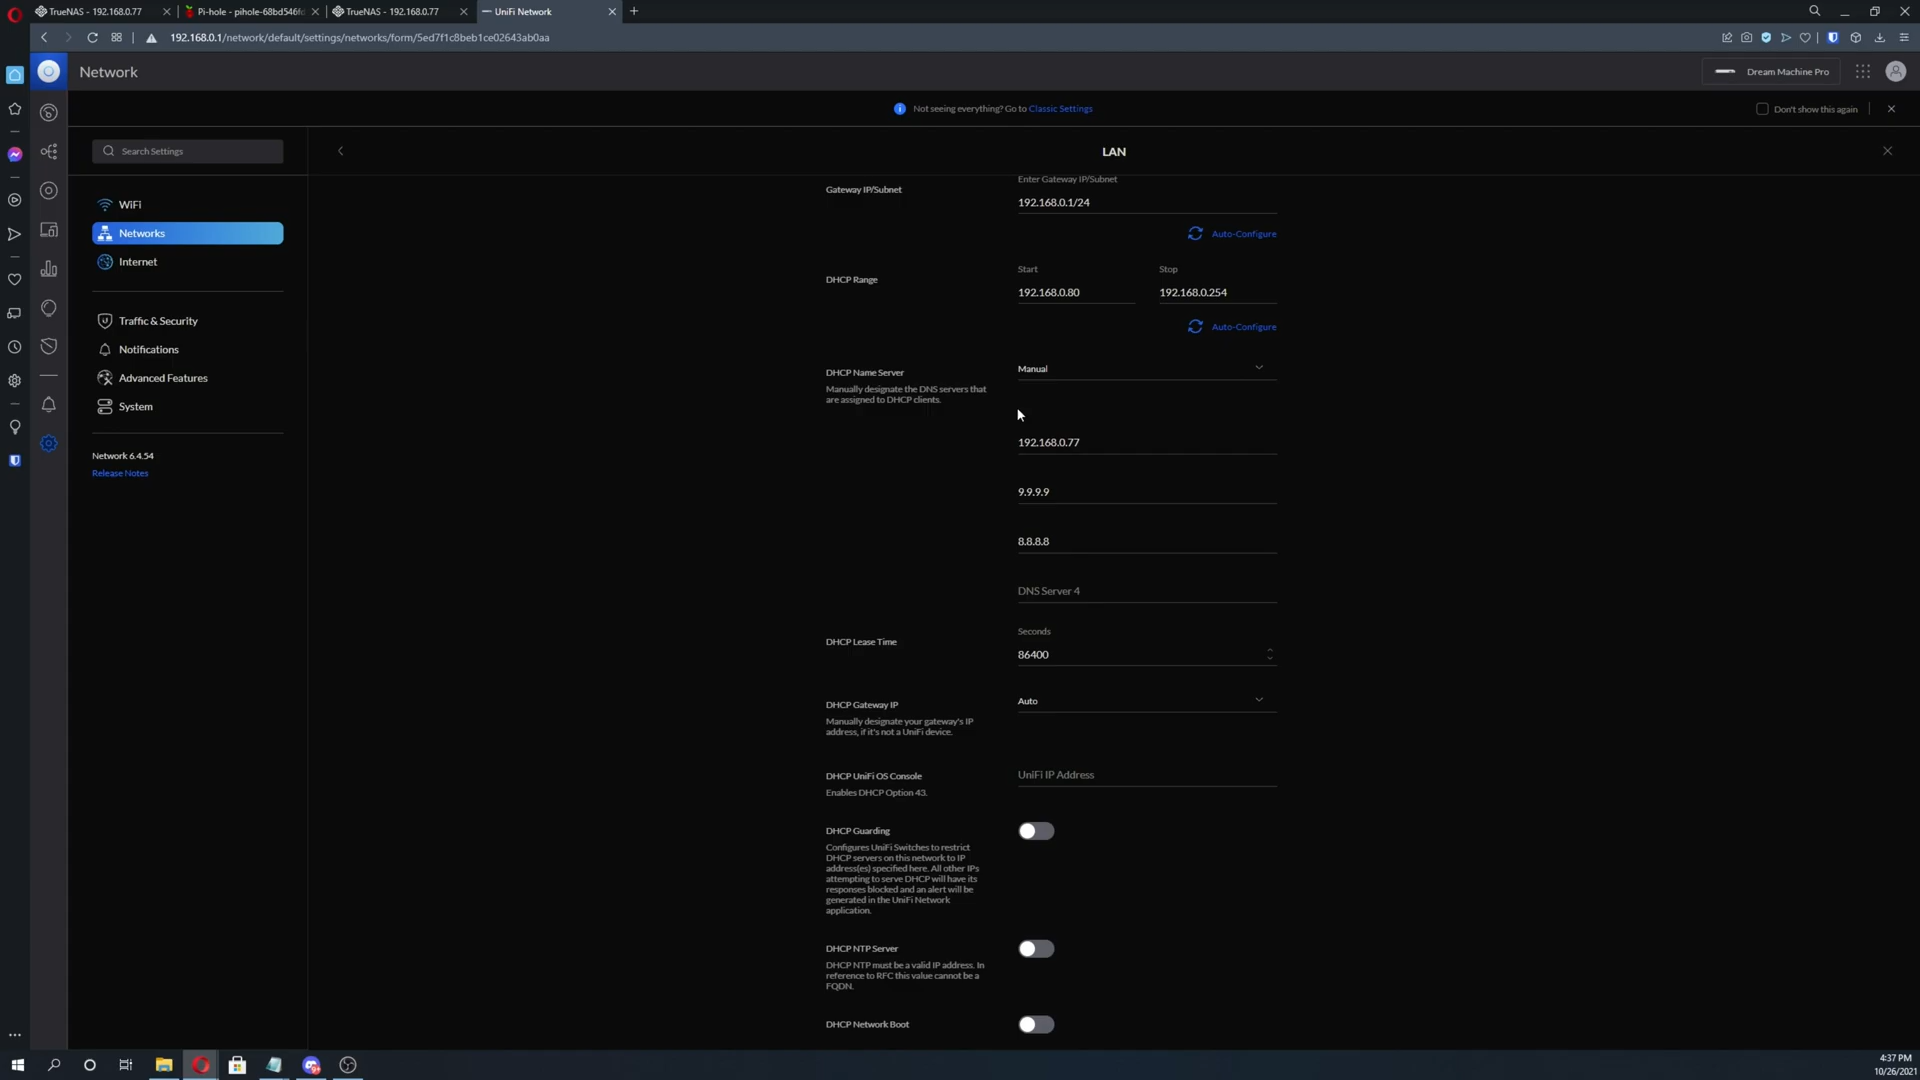 TrueNAS - 192.168.0.77
Pi-hole - pihole-68bd546fd
TrueNAS - 192.168.0.77
UniFi Network
192.168.0.1/network/default/settings/networks/form/5ed7f1c8beb1ce02643ab0aa
Network
Dream Machine Pro
Not seeing everything? Go to Classic Settings
Don't show this again
Search Settings
LAN
WiFi
Networks
Internet
Traffic & Security
Notifications
Advanced Features
System
Network 6.4.54
Release Notes
Gateway IP/Subnet
Enter Gateway IP/Subnet
192.168.0.1/24
Auto-Configure
DHCP Range
Start
Stop
192.168.0.80
192.168.0.254
Auto-Configure
DHCP Name Server
Manually designate the DNS servers that
are assigned to DHCP clients.
Manual
192.168.0.77
9.9.9.9
8.8.8.8
DNS Server 4
DHCP Lease Time
Seconds
86400
DHCP Gateway IP
Manually designate your gateway's IP
address, if it's not a UniFi device.
Auto
DHCP UniFi OS Console
Enables DHCP Option 43.
UniFi IP Address
DHCP Guarding
Configures UniFi Switches to restrict
DHCP servers on this network to IP
address(es) specified here. All other IPs
attempting to serve DHCP will have its
responses blocked and an alert will be
generated in the UniFi Network
application.
DHCP NTP Server
DHCP NTP must be a valid IP address. In
reference to RFC this value cannot be a
FQDN.
DHCP Network Boot
4:37 PM
10/26/2021